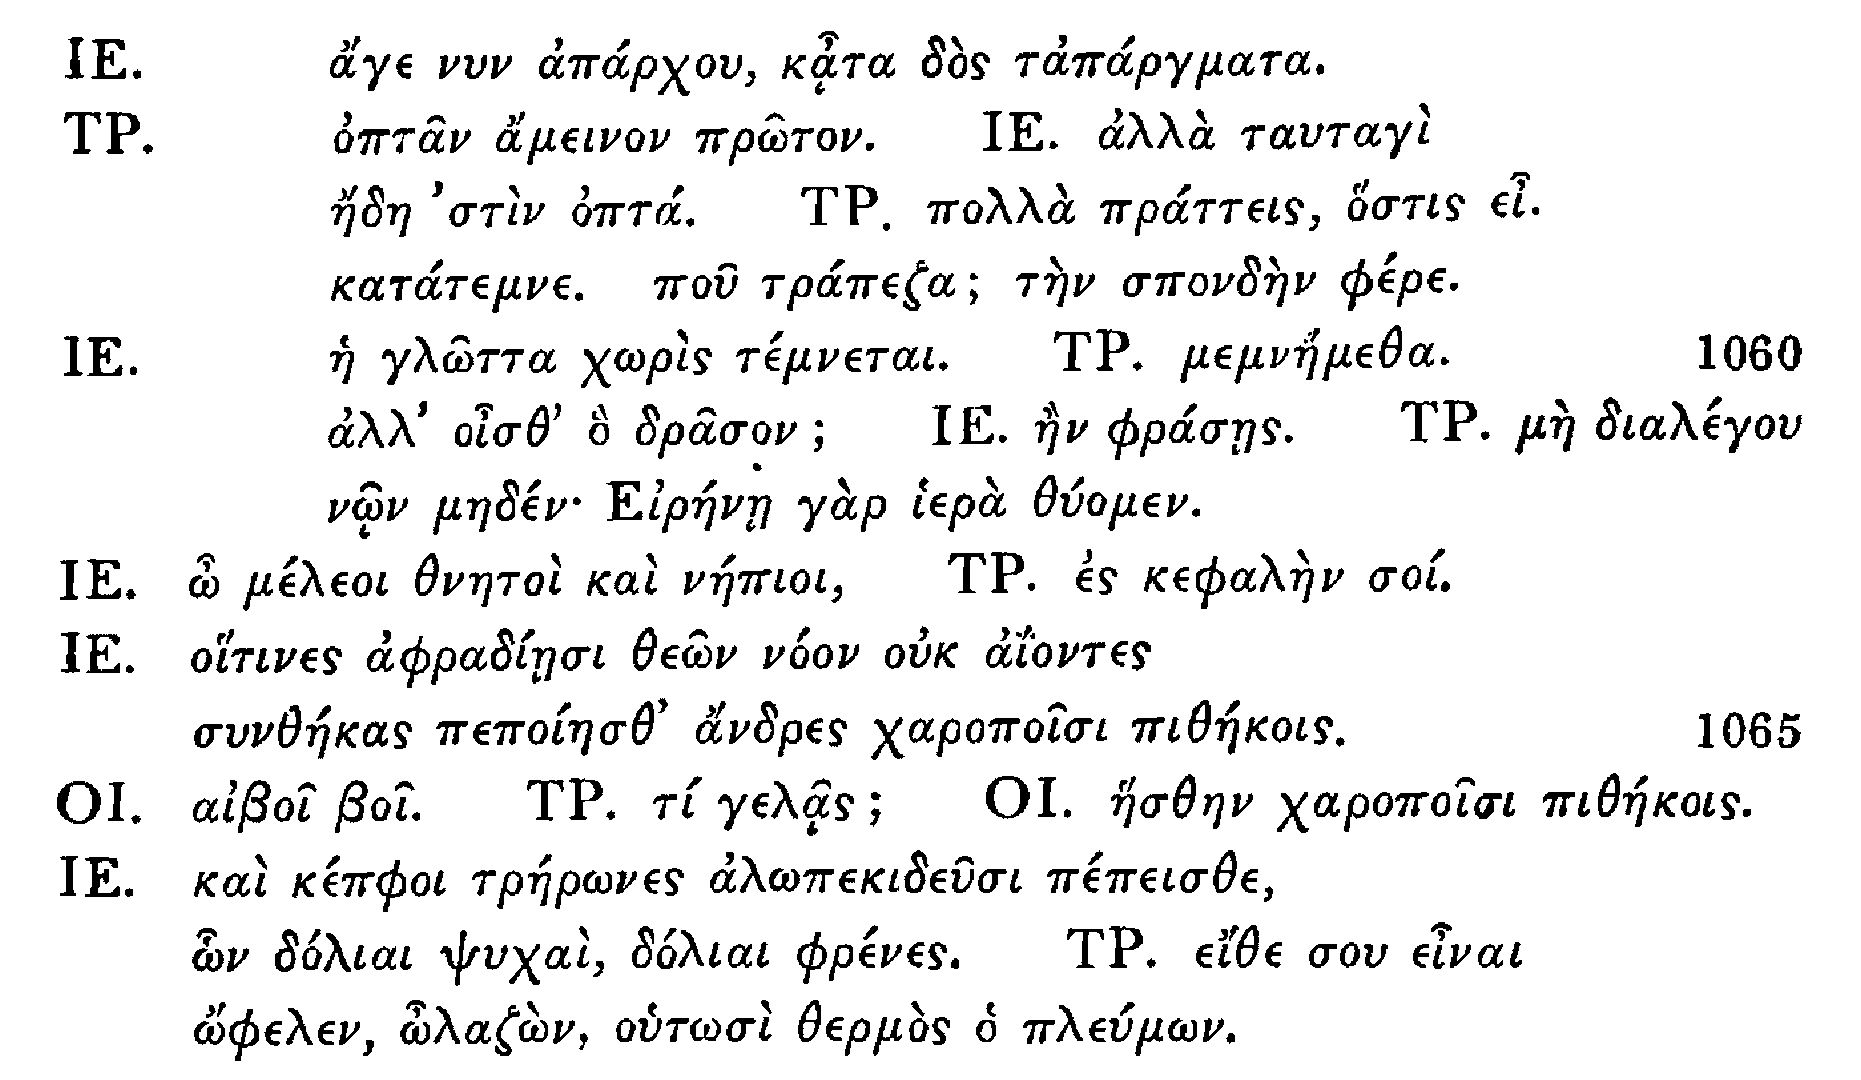 ΙΕ. ἄγε νυν ἀπάρχου, κᾆτα δὸς τἀπάργματα.
ΤΡ. ὀπτᾶν ἄμεινον πρῶτον. ΙΕ. ἀλλὰ ταυταγὶ
ἤδη ’στὶν ὀπτά. ΤΡ. πολλὰ πράττεις, ὅστις εἶ.
κατάτεμνε. ποῦ τράπεζα; τὴν σπονδὴν φέρε.
ΙΕ. ἡ γλῶττα χωρὶς τέμνεται. ΤΡ. μεμνήμεθα. 1060
ἀλλ’ οἶσθ’ ὃ δρᾶσον; ΙΕ. ἢν φράσῃς. ΤΡ. μὴ διαλέγου
νῷν μηδέν· Εἰρήνῃ γὰρ ἱερὰ θύομεν.
ΙΕ. ὦ μέλεοι θνητοὶ καὶ νήπιοι, ΤΡ. ἐς κεφαλὴν σοί.
ΙΕ. οἵτινες ἀφραδίῃσι θεῶν νόον οὐκ ἀΐοντες
συνθήκας πεποίησθ’ ἄνδρες χαροποῖσι πιθήκοις. 1065
ΟΙ. αἰβοῖ βοῖ. ΤΡ. τί γελᾷς; ΟΙ. ἥσθην χαροποῖσι πιθήκοις.
ΙΕ. καὶ κέπφοι τρήρωνες ἀλωπεκιδεῦσι πέπεισθε,
ὧν δόλιαι ψυχαὶ, δόλιαι φρένες. ΤΡ. εἴθε σου εἶναι
ὤφελεν, ὦλαζὼν, οὑτωσὶ θερμὸς ὁ πλεύμων.